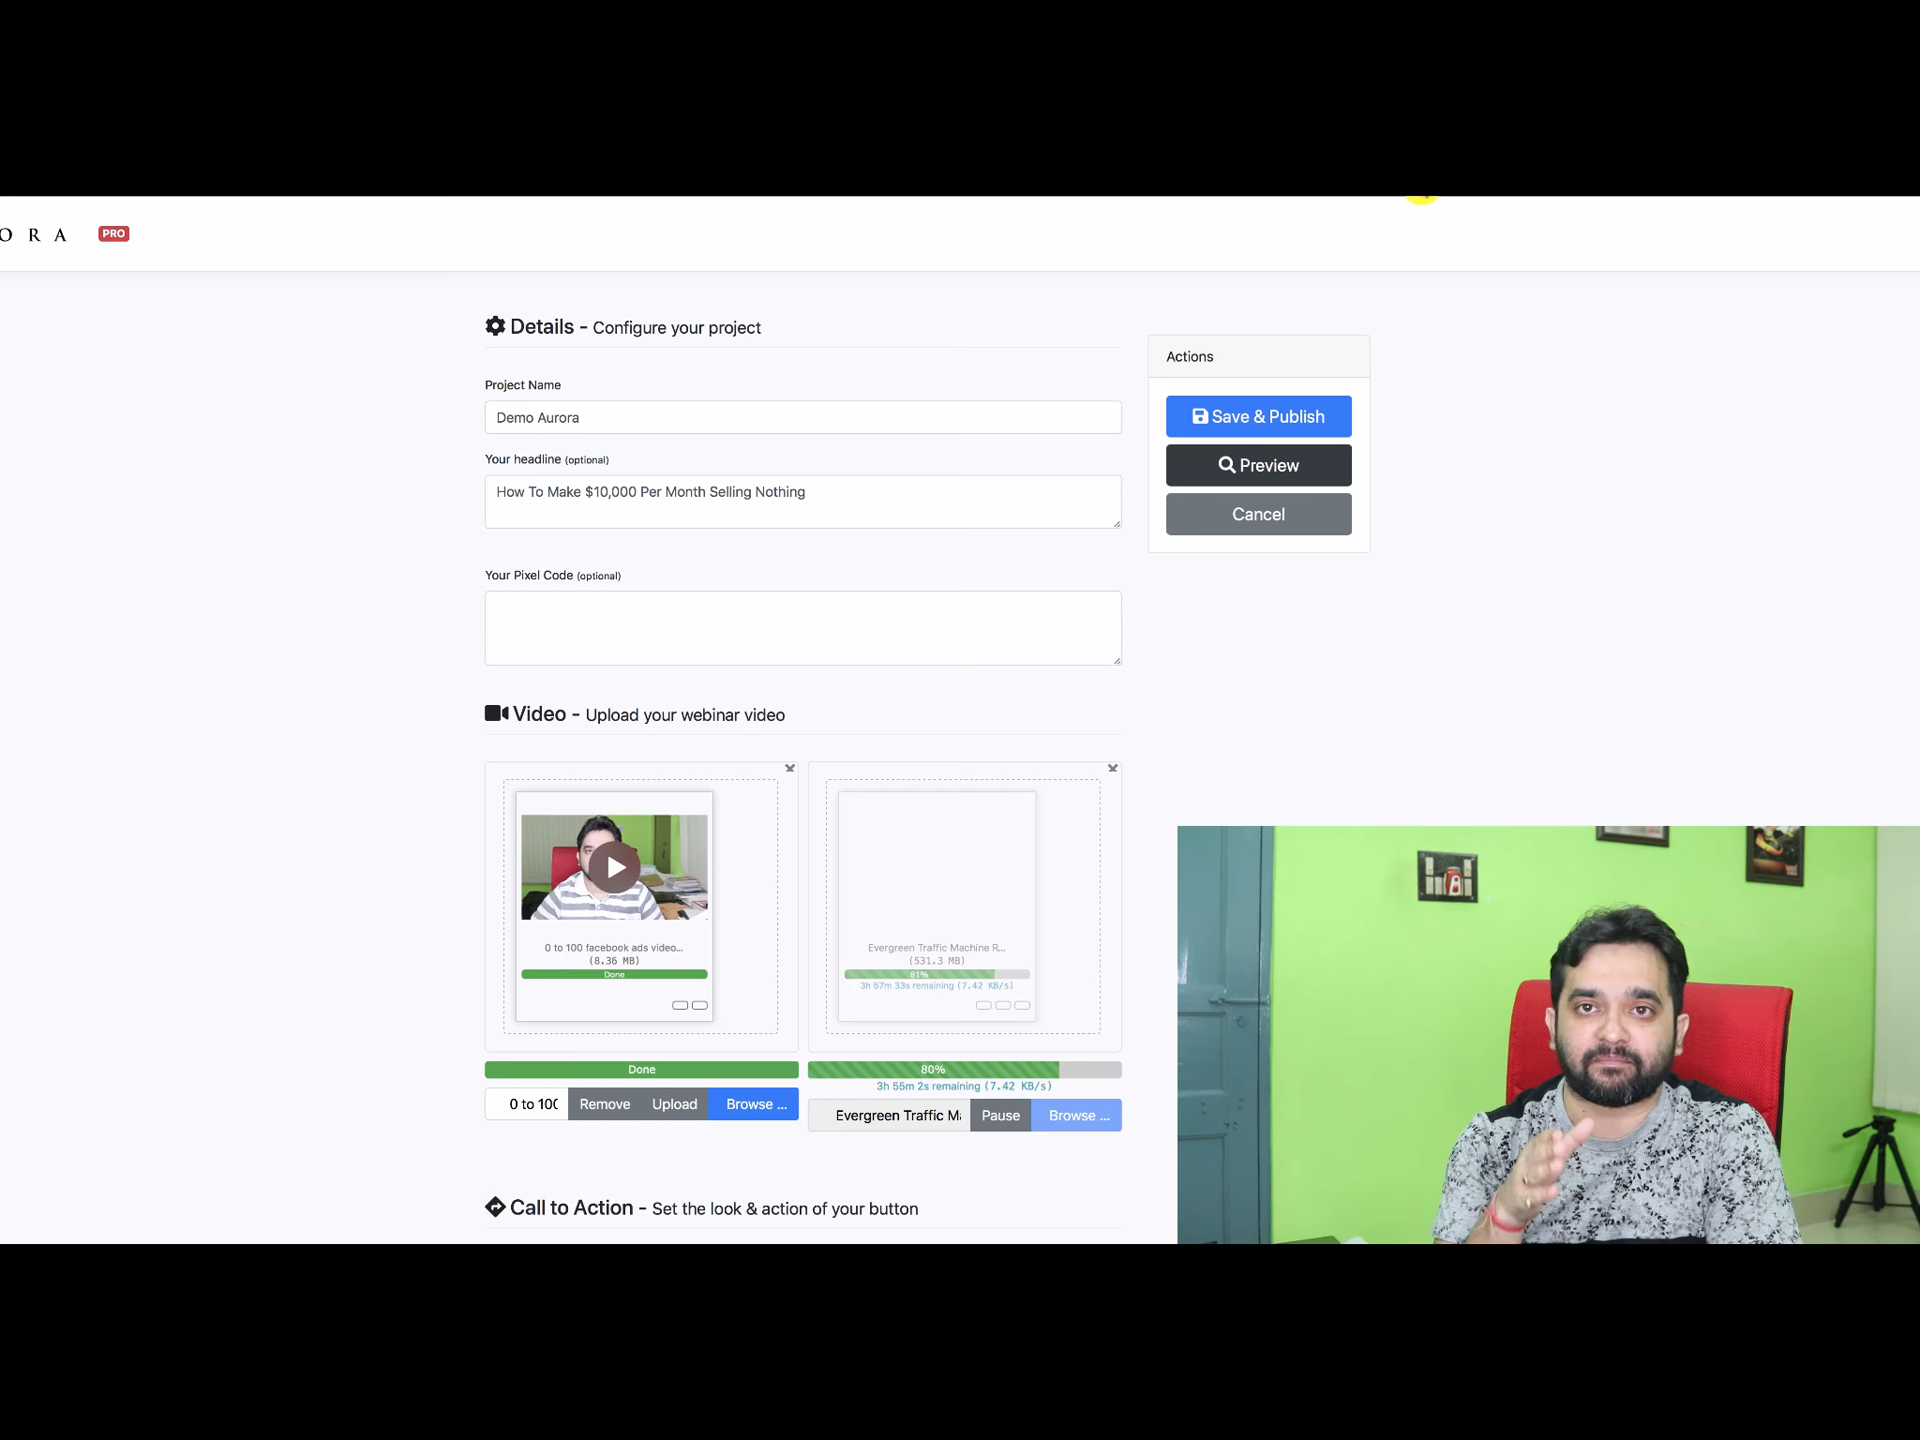 O R A PRO
Details - Configure your project
Project Name
Demo Aurora
Your headline (optional)
How To Make $10,000 Per Month Selling Nothing
Your Pixel Code (optional)
Actions
Save & Publish
Preview
Cancel
Video - Upload your webinar video
0 to 100 facebook ads video...
(8.36 MB)
Done
Evergreen Traffic Machine R...
(531.3 MB)
81%
3h 57m 33s remaining (7.42 KB/s)
Done
0 to 100 Remove Upload Browse ...
80%
3h 55m 2s remaining (7.42 KB/s)
Evergreen Traffic Ma Pause Browse ...
Call to Action - Set the look & action of your button